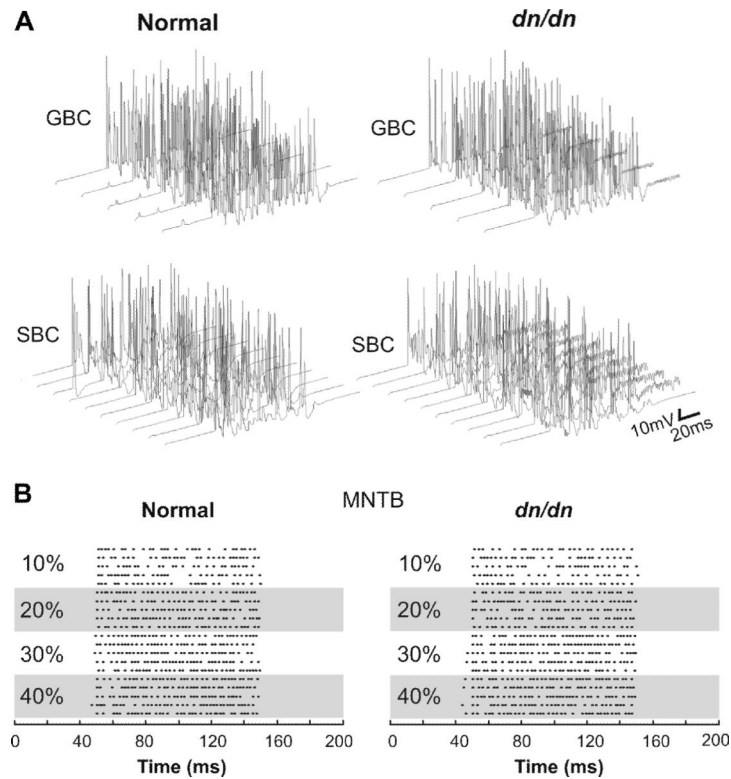 A
Normal
dn/dn
GBC
GBC
SBC
SBC
10mV
20ms
B
MNTB
Normal
dn/dn
10%
10%
20%
20%
30%
30%
40%
40%
0 40 80 120 160 200
0 40 80 120 160 200
Time (ms)
Time (ms)